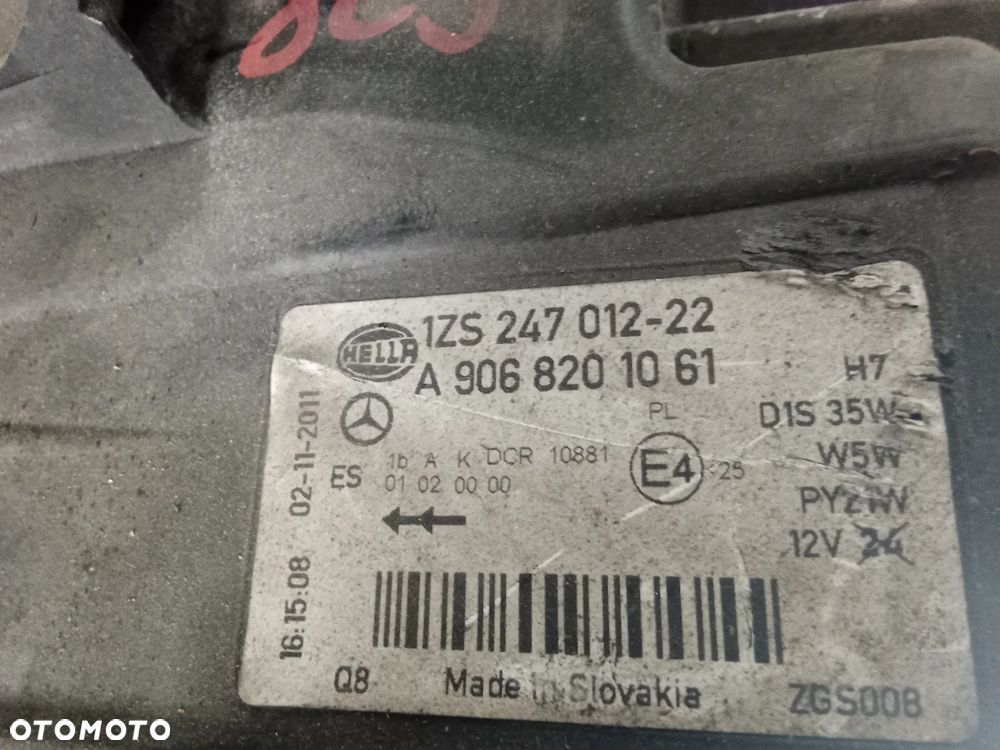 HELLA
1ZS 247 012-22
A 906 820 10 61
H7
PL
D1S 35W
1b A K DCR 10881
E4
-25
W5W
ES
01 02 00 00
PY21W
12V 24
16:15:08 02-11-2011
Q8
Made in Slovakia
ZGS008
OTOMOTO